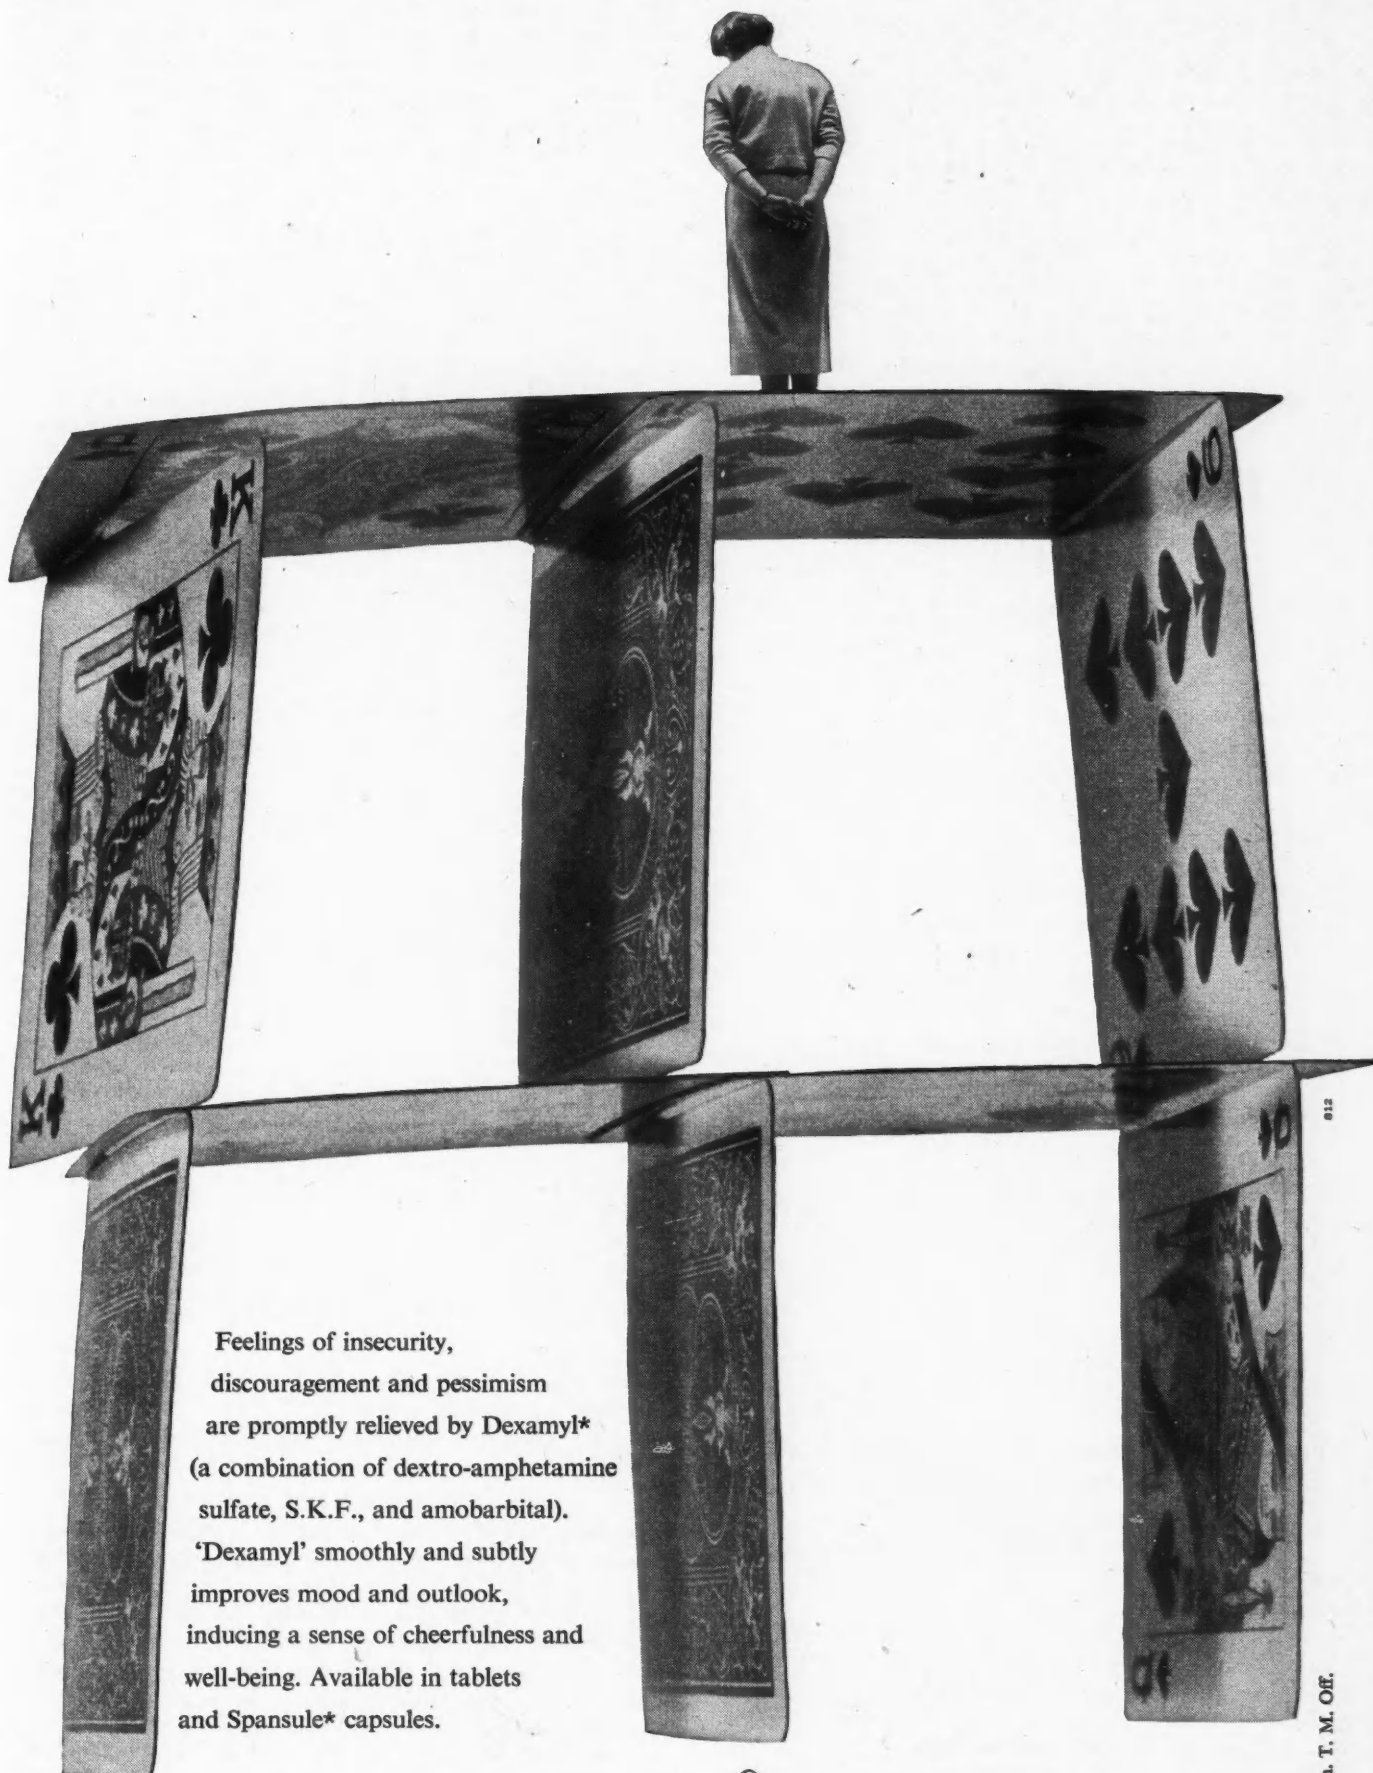 K
K
9
Q
Q
812
Feelings of insecurity,
discouragement and pessimism
are promptly relieved by Dexamyl*
(a combination of dextro-amphetamine
sulfate, S.K.F., and amobarbital).
‘Dexamyl’ smoothly and subtly
improves mood and outlook,
inducing a sense of cheerfulness and
well-being. Available in tablets
and Spansule* capsules.
T. M. Off.